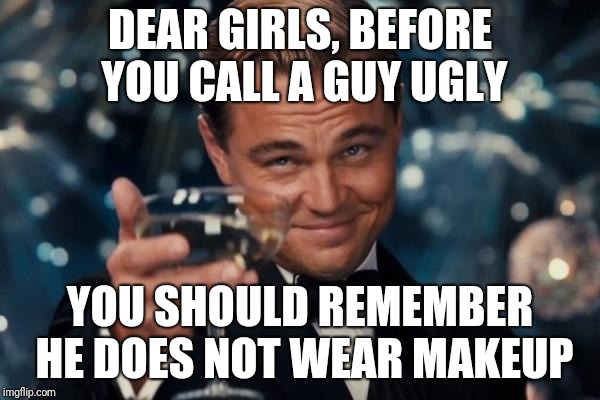 DEAR GIRLS, BEFORE
YOU CALL A GUY UGLY
YOU SHOULD REMEMBER
HE DOES NOT WEAR MAKEUP
imgflip.com